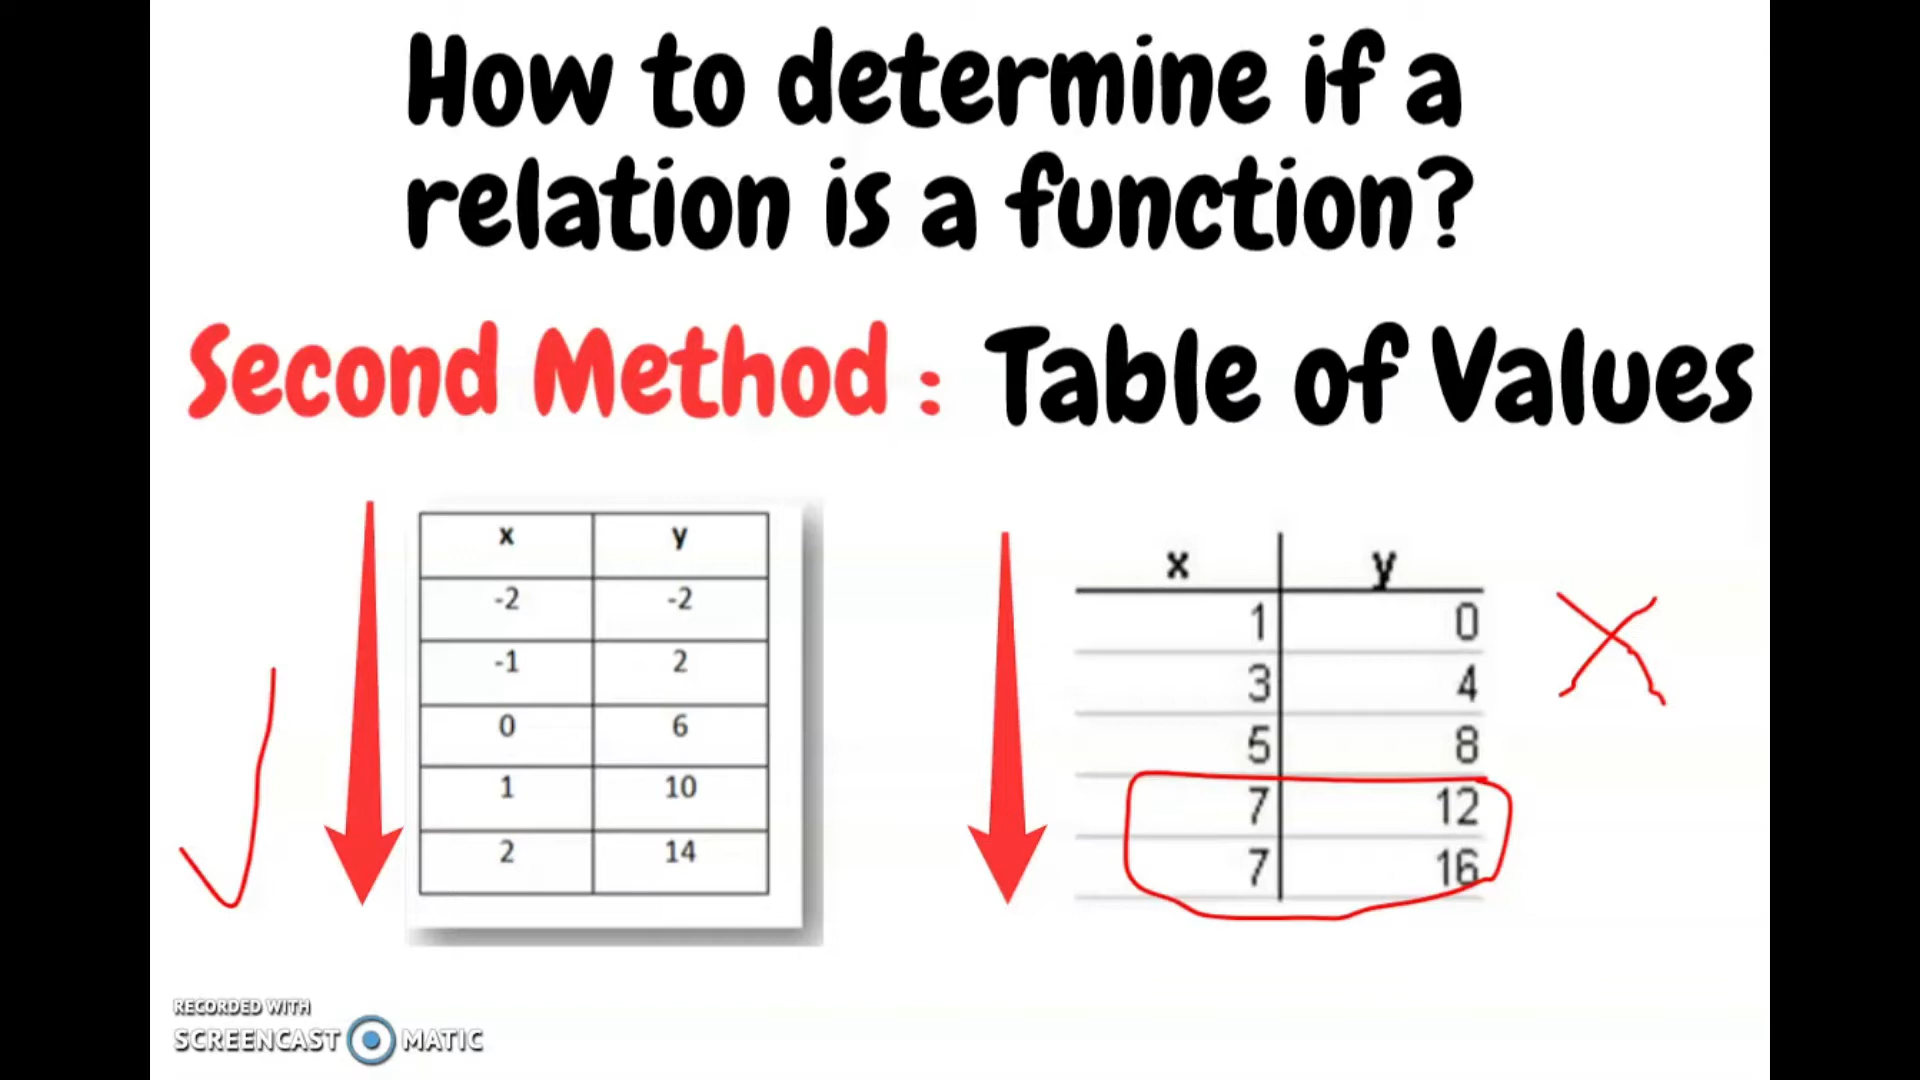 How to determine if a
relation is a function?
Second Method : Table of Values
x y
-2 -2
-1 2
0 6
1 10
2 14
x y
1 0
3 4
5 8
7 12
7 16
RECORDED WITH
SCREENCAST MATIC